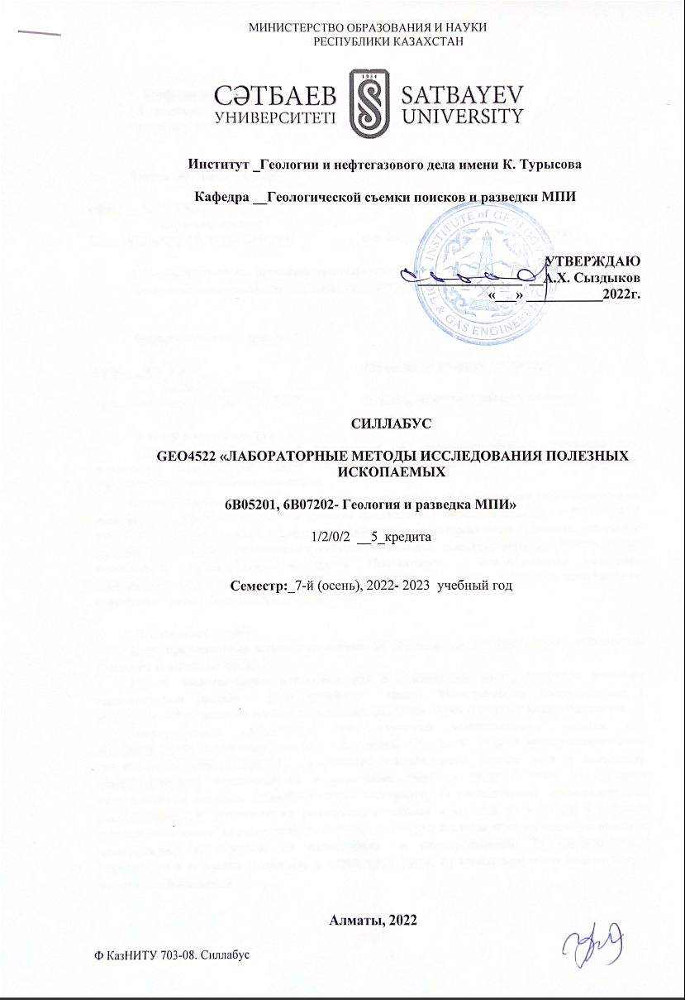 МИНИСТЕРСТВО ОБРАЗОВАНИЯ И НАУКИ
РЕСПУБЛИКИ КАЗАХСТАН
1934
СӘТБАЕВ
УНИВЕРСИТЕТІ
SATBAYEV
UNIVERSITY
Институт _Геологии и нефтегазового дела имени К. Турысова
Кафедра __Геологической съемки поисков и разведки МПИ
INSTITUTE of GEOLOGY
OIL & GAS ENGINEERING
УТВЕРЖДАЮ
_______________ __А.Х. Сыздыков
«___» ___________2022г.
СИЛЛАБУС
GEO4522 «ЛАБОРАТОРНЫЕ МЕТОДЫ ИССЛЕДОВАНИЯ ПОЛЕЗНЫХ
ИСКОПАЕМЫХ
6В05201, 6В07202- Геология и разведка МПИ»
1/2/0/2 __5_кредита
Семестр:_7-й (осень), 2022- 2023 учебный год
Алматы, 2022
Ф КазНИТУ 703-08. Силлабус